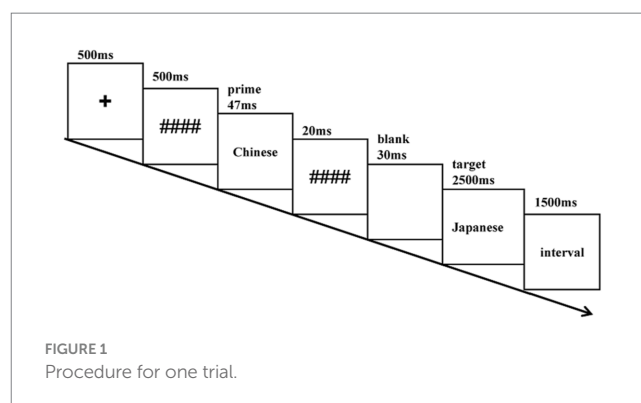 500ms
+
500ms
####
prime
47ms
Chinese
20ms
####
blank
30ms
target
2500ms
Japanese
1500ms
interval
FIGURE 1
Procedure for one trial.